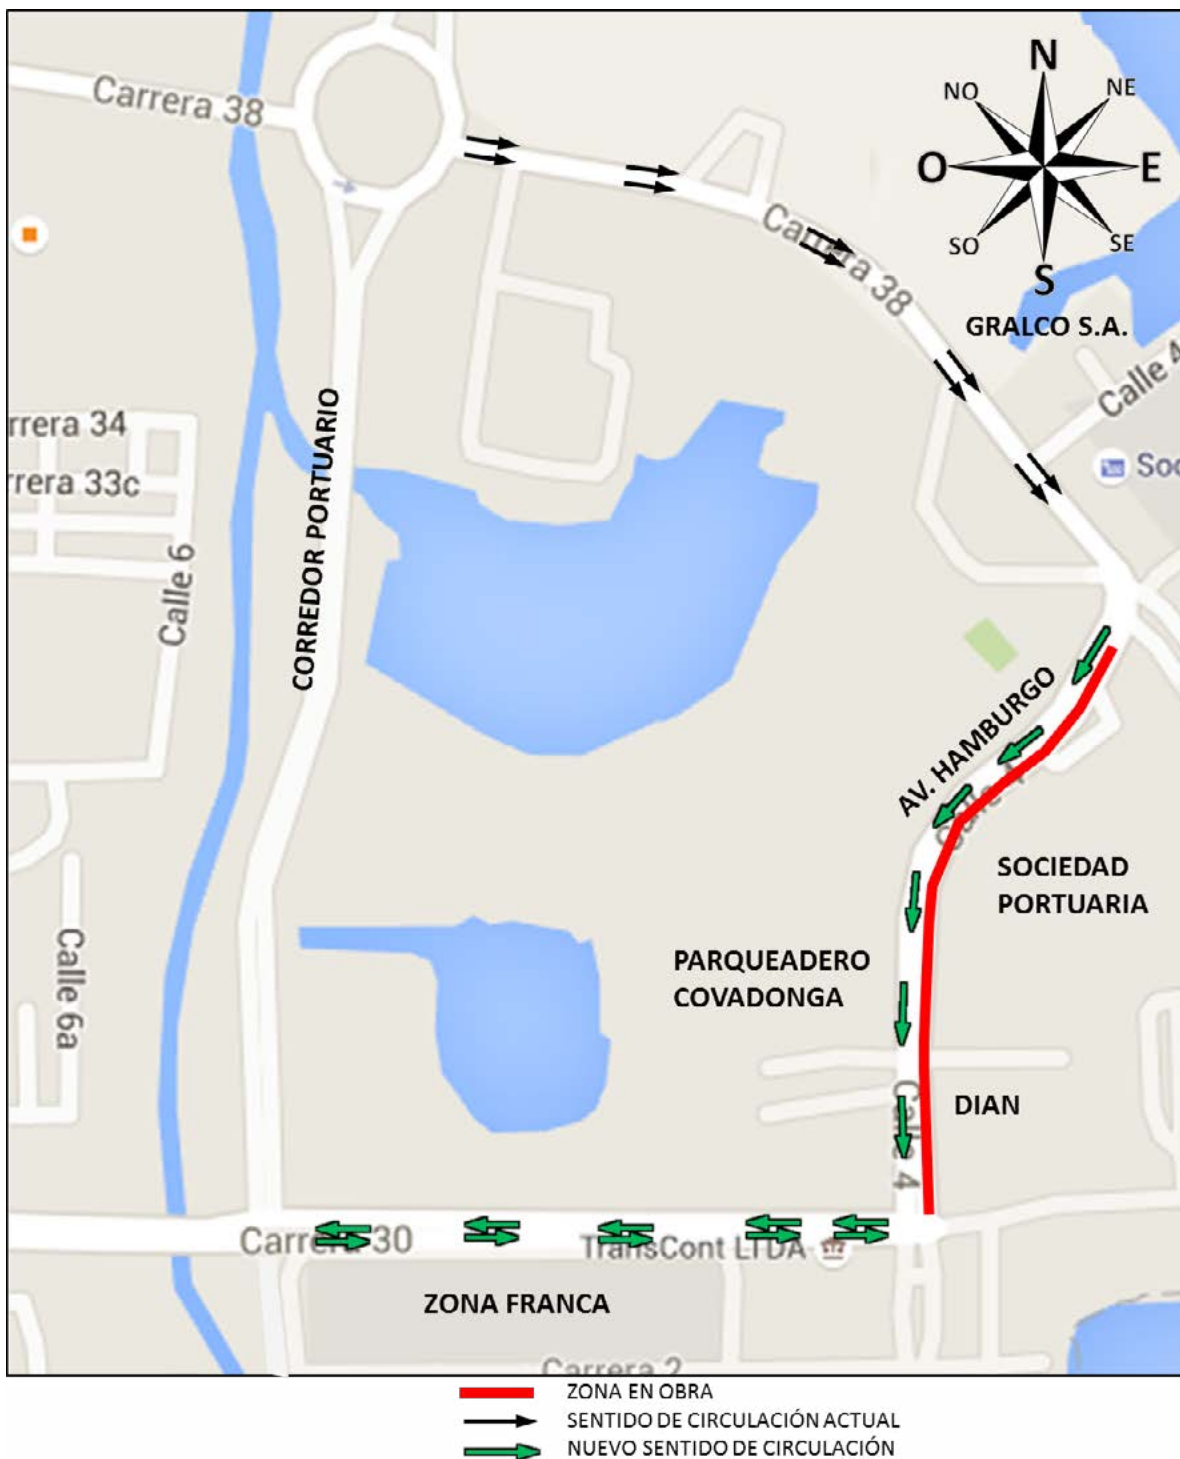 Carrera 38
N
NO
NE
O
E
SO
SE
S
Carrera 38
GRALCO S.A.
Calle 4
Soc
rrera 34
rrera 33c
Calle 6
CORREDOR PORTUARIO
AV. HAMBURGO
Calle 4
SOCIEDAD
PORTUARIA
PARQUEADERO
COVADONGA
Calle 6a
DIAN
Calle 4
Carrera 30
TransCont LTDA
ZONA FRANCA
Carrera 2
ZONA EN OBRA
SENTIDO DE CIRCULACIÓN ACTUAL
NUEVO SENTIDO DE CIRCULACIÓN